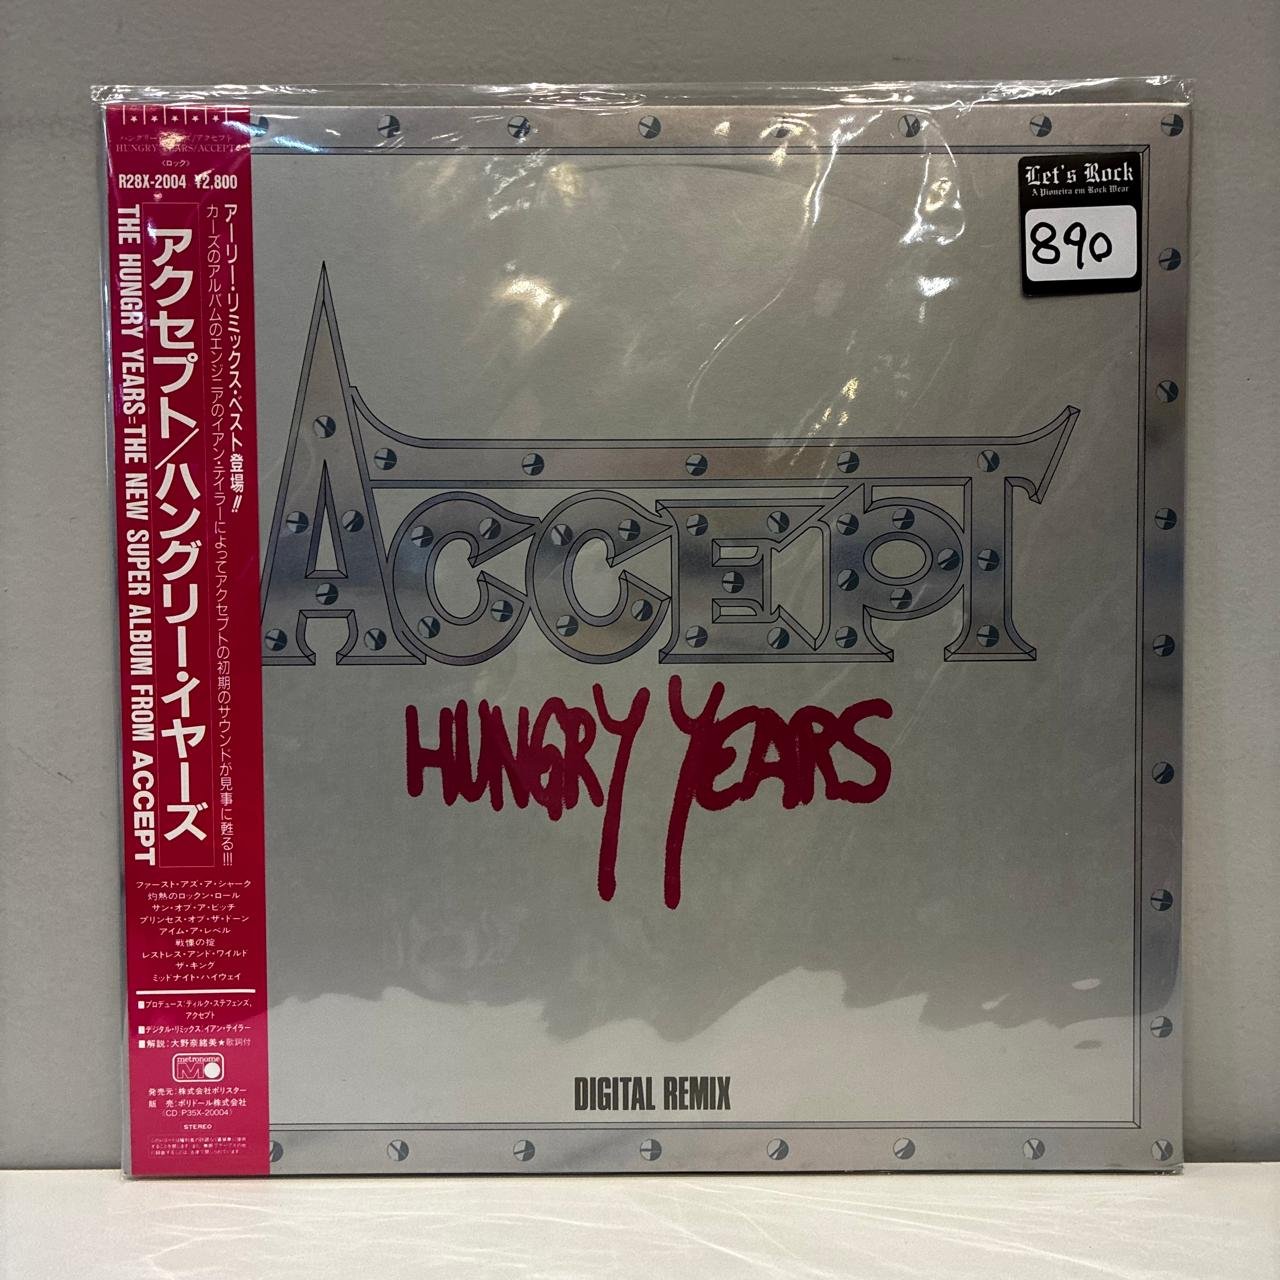 ハングリー・イヤーズ/アクセプト
HUNGRY YEARS/ACCEPT
〈ロック〉
R28X-2004 ¥2,800
アーリー・リミックス・ベスト登場!!
カーズのアルバムのエンジニアのイアン・テイラーによってアクセプトの初期のサウンドが見事に甦る!!!
アクセプト/ハングリー・イヤーズ
THE HUNGRY YEARS=THE NEW SUPER ALBUM FROM ACCEPT
ファースト・アズ・ア・シャーク
灼熱のロックン・ロール
サン・オブ・ア・ビッチ
プリンセス・オブ・ザ・ドーン
アイム・ア・レベル
戦慄の掟
レストレス・アンド・ワイルド
ザ・キング
ミッドナイト・ハイウェイ
■プロデュース:ディルク・ステフェンズ,
アクセプト
■デジタル・リミックス:イアン・テイラー
■解説:大野奈緒美★歌詞付
metronome
発売元:株式会社ポリスター
販 売:ポリドール株式会社
(CD:P35X-20004)
STEREO
Let's Rock
A Pioneira em Rock Wear
890
ACCEPT
HUNGRY YEARS
DIGITAL REMIX